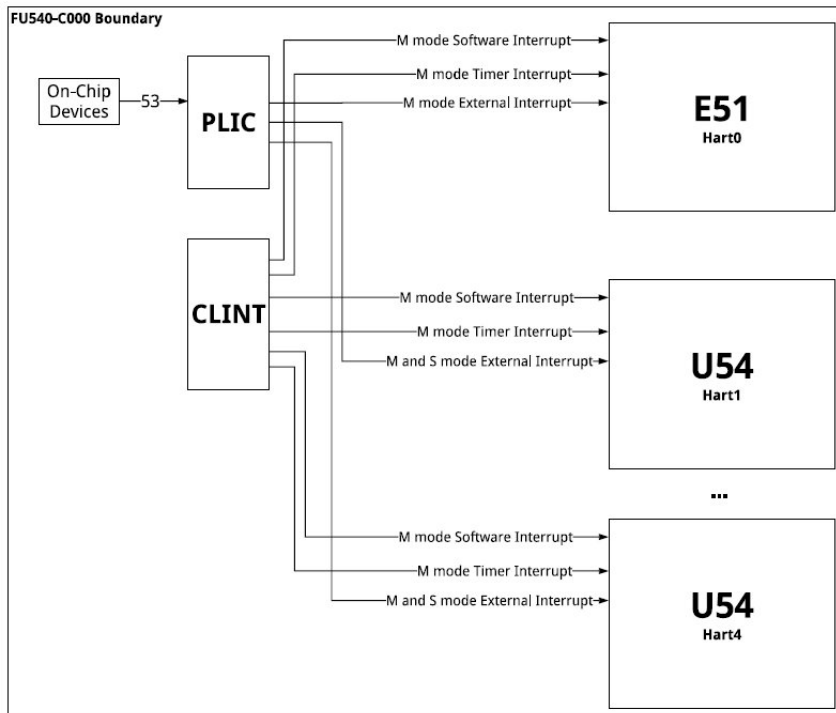 FU540-C000 Boundary
On-Chip
Devices
53
PLIC
M mode Software Interrupt
M mode Timer Interrupt
M mode External Interrupt
E51
Hart0
CLINT
M mode Software Interrupt
M mode Timer Interrupt
M and S mode External Interrupt
U54
Hart1
...
M mode Software Interrupt
M mode Timer Interrupt
M and S mode External Interrupt
U54
Hart4